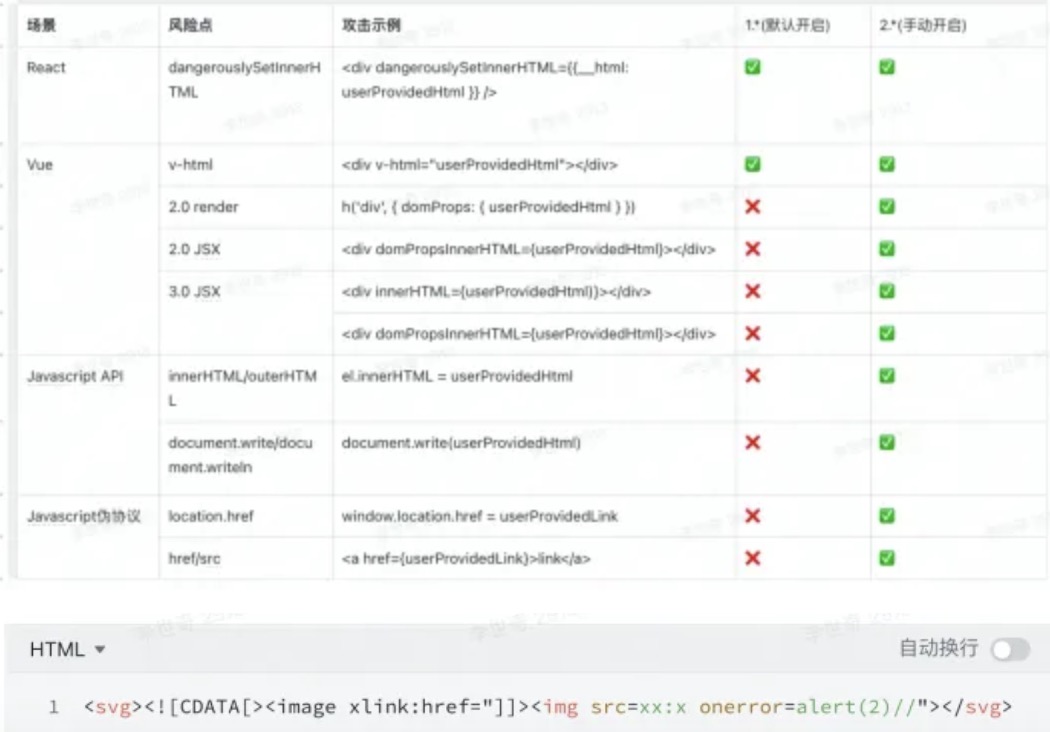 场景 风险点 攻击示例 1.*(默认开启) 2.*(手动开启)
React dangerouslySetInnerH <div dangerouslySetInnerHTML={{__html: ✅ ✅
TML userProvidedHtml }} />
Vue v-html <div v-html="userProvidedHtml"></div> ✅ ✅
2.0 render h('div', { domProps: { userProvidedHtml } }) ❌ ✅
2.0 JSX <div domPropsInnerHTML={userProvidedHtml}></div> ❌ ✅
3.0 JSX <div innerHTML={userProvidedHtml}}></div> ❌ ✅
<div domPropsInnerHTML={userProvidedHtml}></div> ❌ ✅
Javascript API innerHTML/outerHTM el.innerHTML = userProvidedHtml ❌ ✅
L
document.write/docu document.write(userProvidedHtml) ❌ ✅
ment.writeln
Javascript伪协议 location.href window.location.href = userProvidedLink ❌ ✅
href/src <a href={userProvidedLink}>link</a> ❌ ✅
HTML 自动换行
1 <svg><![CDATA[><image xlink:href="]]><img src=xx:x onerror=alert(2)//"></svg>